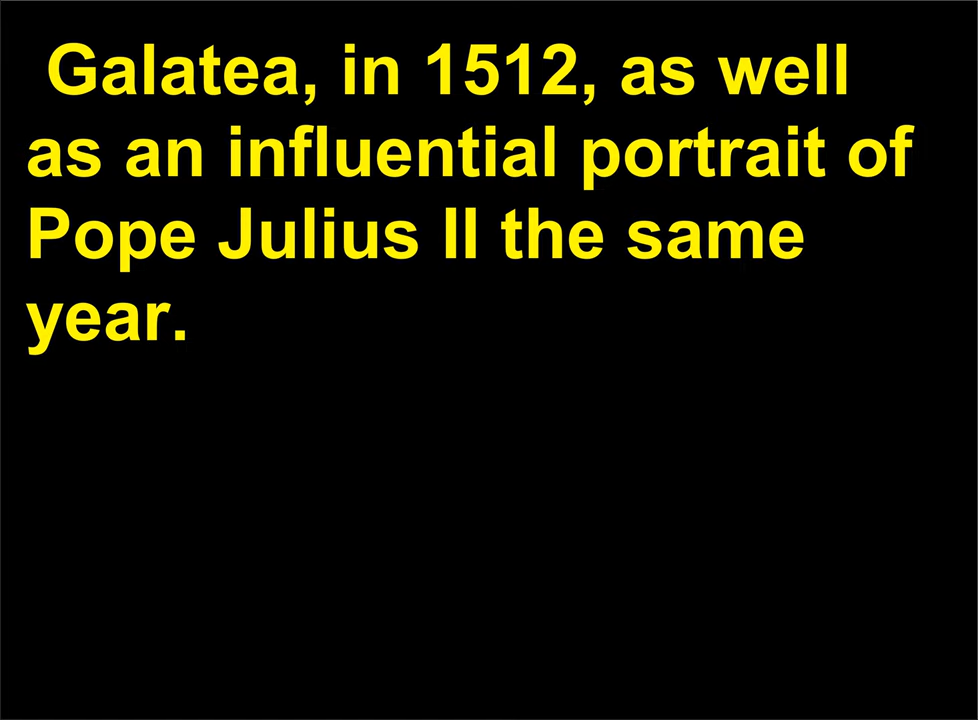 Galatea, in 1512, as well
as an influential portrait of
Pope Julius II the same
year.